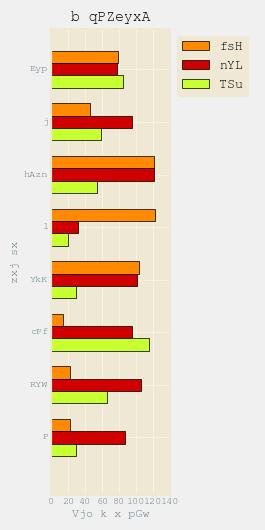 b qPZeyxA
fsH
nYL
TSu
Eyp
j
hAzn
l
YkK
cPf
RYW
P
zxj sx
0 20 40 60 80 100 120 140
Vjo k x pGw